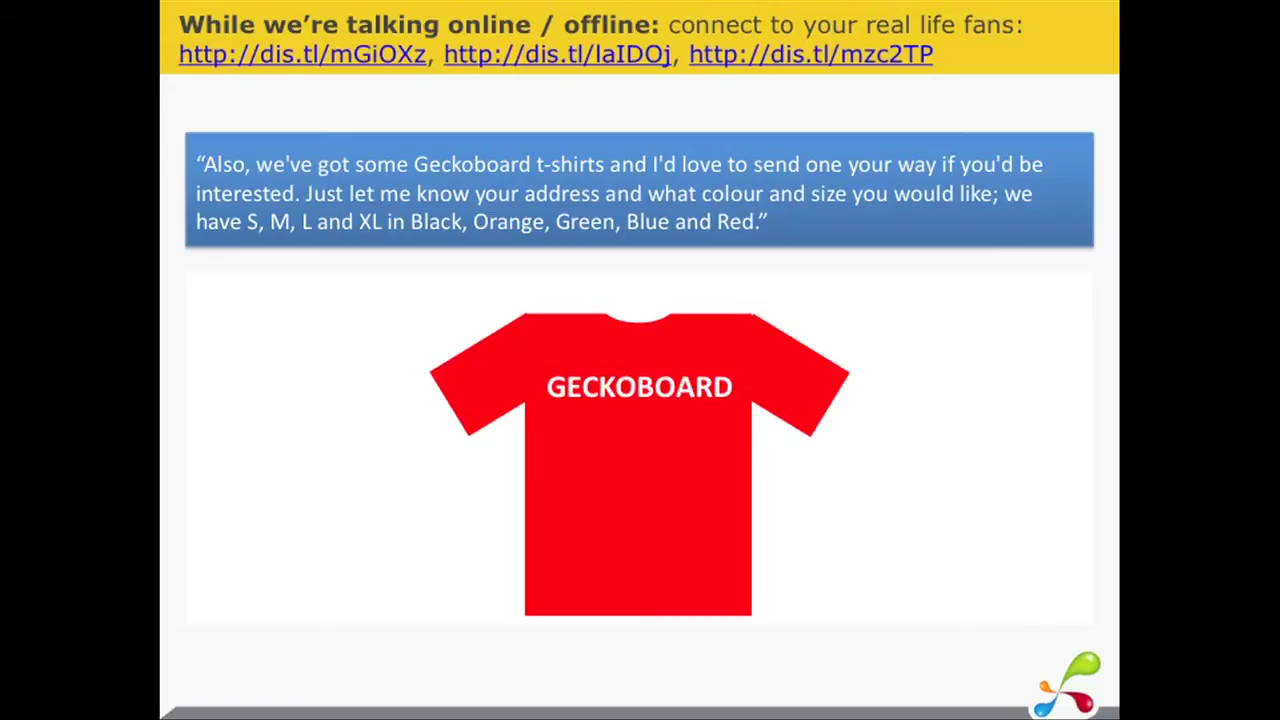 While we’re talking online / offline: connect to your real life fans:
http://dis.tl/mGiOXz, http://dis.tl/laIDOj, http://dis.tl/mzc2TP
“Also, we've got some Geckoboard t-shirts and I'd love to send one your way if you'd be
interested. Just let me know your address and what colour and size you would like; we
have S, M, L and XL in Black, Orange, Green, Blue and Red.”
GECKOBOARD